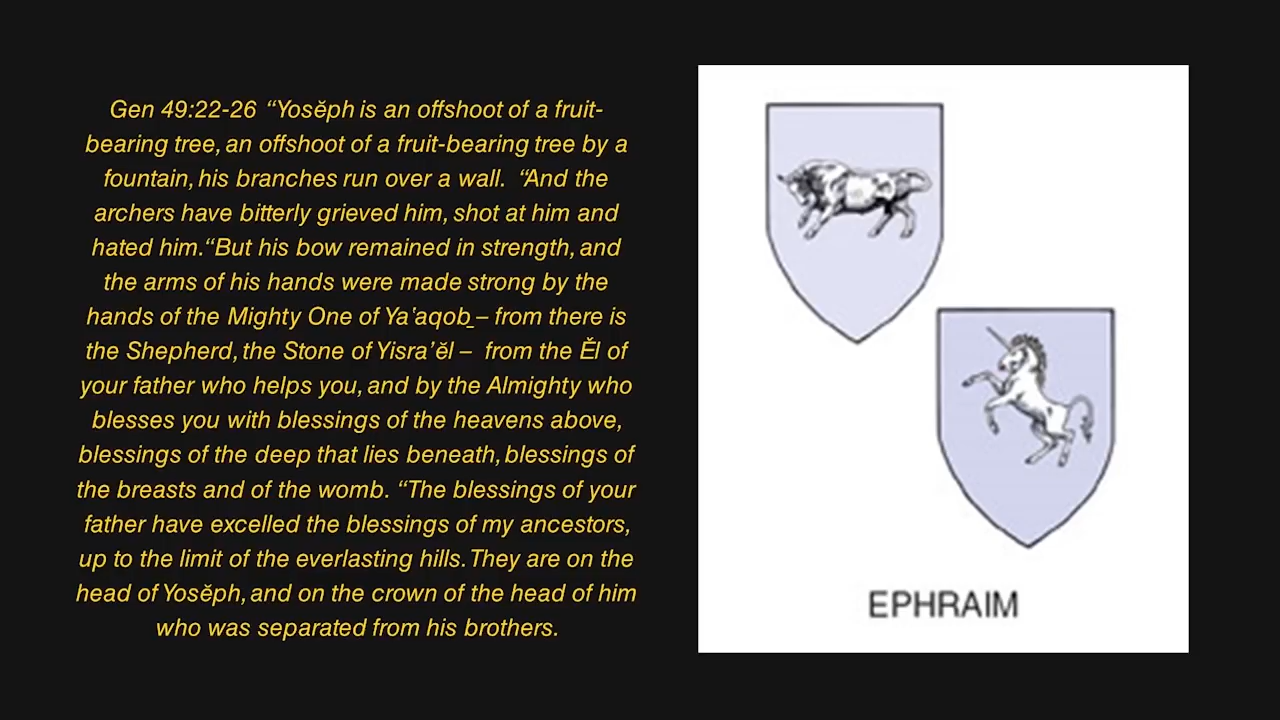 Gen 49:22-26 “Yosĕph is an offshoot of a fruit-
bearing tree, an offshoot of a fruit-bearing tree by a
fountain, his branches run over a wall. “And the
archers have bitterly grieved him, shot at him and
hated him.“But his bow remained in strength, and
the arms of his hands were made strong by the
hands of the Mighty One of Yaʽaqoḇ – from there is
the Shepherd, the Stone of Yisra’ĕl – from the Ĕl of
your father who helps you, and by the Almighty who
blesses you with blessings of the heavens above,
blessings of the deep that lies beneath, blessings of
the breasts and of the womb. “The blessings of your
father have excelled the blessings of my ancestors,
up to the limit of the everlasting hills. They are on the
head of Yosĕph, and on the crown of the head of him
who was separated from his brothers.
EPHRAIM